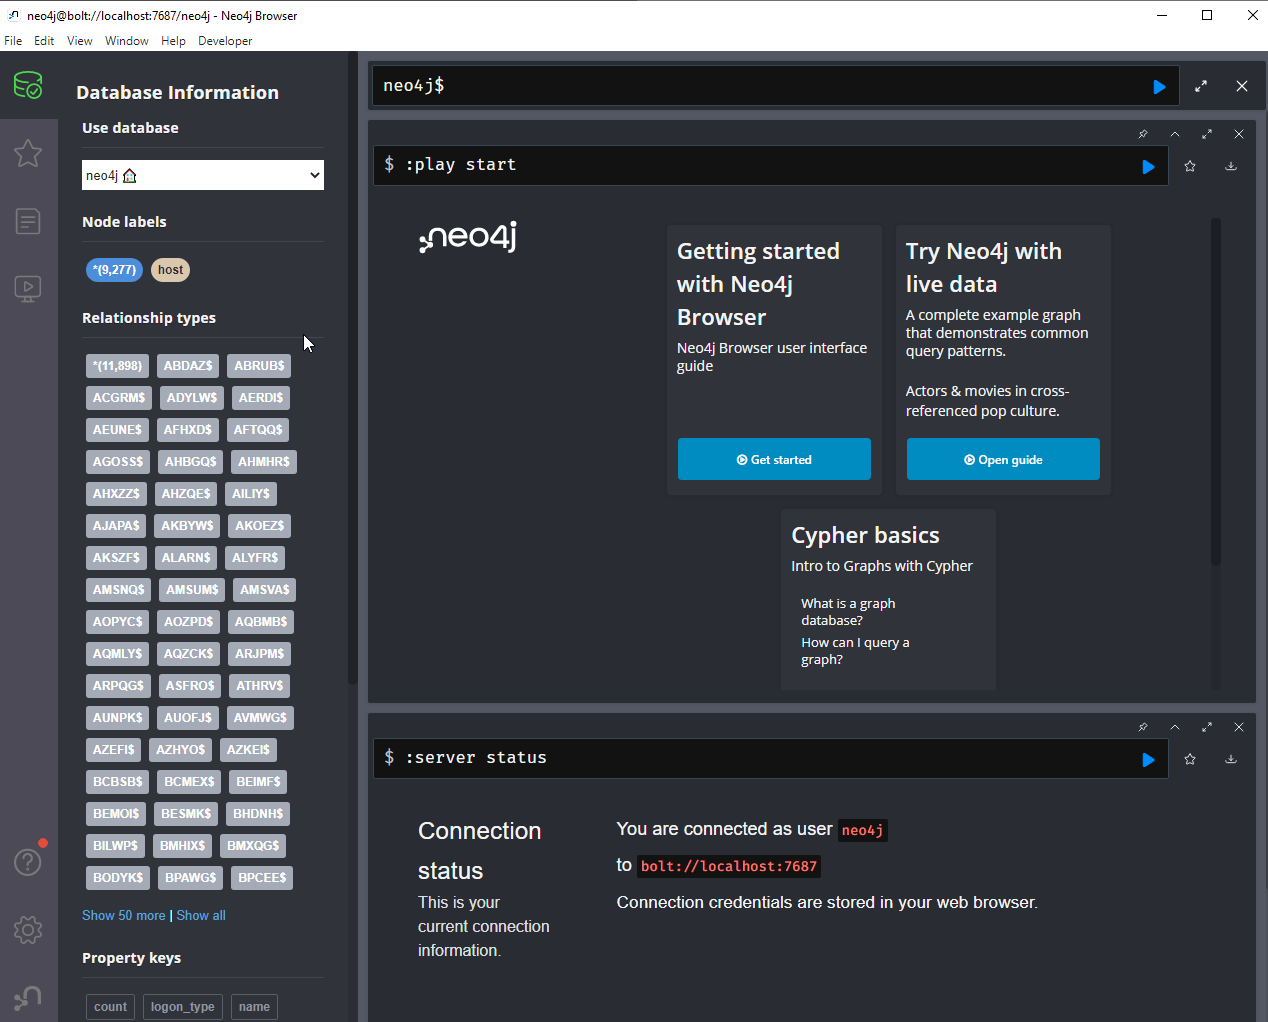 neo4j@bolt://localhost:7687/neo4j - Neo4j Browser
File Edit View Window Help Developer
Database Information
Use database
neo4j
Node labels
*(9,277) host
Relationship types
*(11,898) ABDAZ$ ABRUB$
ACGRM$ ADYLW$ AERDI$
AEUNE$ AFHXD$ AFTQQ$
AGOSS$ AHBGQ$ AHMHR$
AHXZZ$ AHZQE$ AILIY$
AJAPA$ AKBYW$ AKOEZ$
AKSZF$ ALARN$ ALYFR$
AMSNQ$ AMSUM$ AMSVA$
AOPYC$ AOZPD$ AQBMB$
AQMLY$ AQZCK$ ARJPM$
ARPQG$ ASFRO$ ATHRV$
AUNPK$ AUOFJ$ AVMWG$
AZEFI$ AZHYO$ AZKEI$
BCBSB$ BCMEX$ BEIMF$
BEMOI$ BESMK$ BHDNH$
BILWP$ BMHIX$ BMXQG$
BODYK$ BPAWG$ BPCEE$
Show 50 more | Show all
Property keys
count logon_type name
neo4j$
$ :play start
neo4j
Getting started
with Neo4j
Browser
Neo4j Browser user interface
guide
Get started
Try Neo4j with
live data
A complete example graph
that demonstrates common
query patterns.
Actors & movies in cross-
referenced pop culture.
Open guide
Cypher basics
Intro to Graphs with Cypher
What is a graph
database?
How can I query a
graph?
$ :server status
Connection
status
This is your
current connection
information.
You are connected as user neo4j
to bolt://localhost:7687
Connection credentials are stored in your web browser.